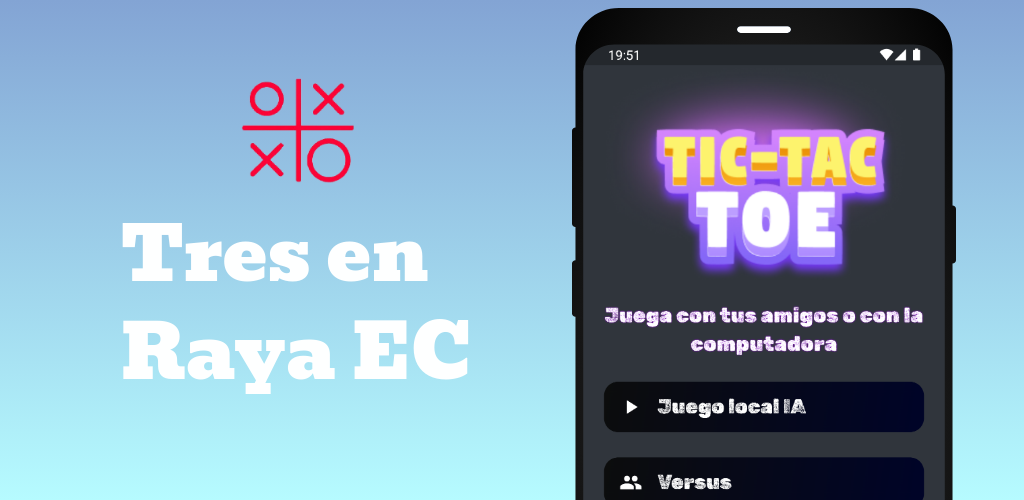 Tres en
Raya EC
19:51
TIC-TAC
TOE
Juega con tus amigos o con la
computadora
Juego local IA
Versus